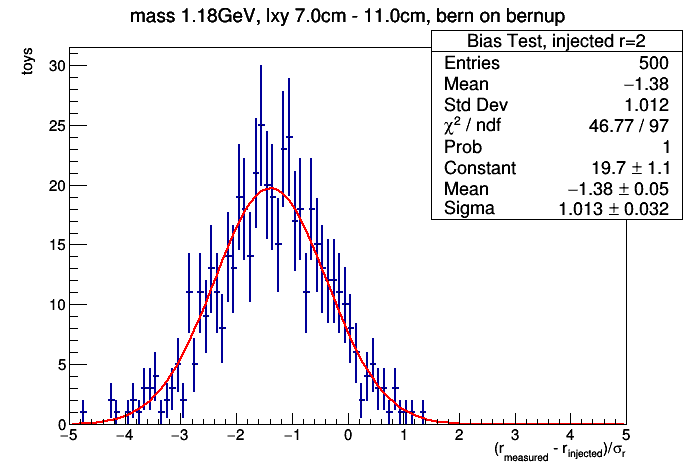 mass 1.18GeV, lxy 7.0cm - 11.0cm, bern on bernup
toys
Bias Test, injected r=2
Entries 500
Mean −1.38
Std Dev 1.012
χ² / ndf 46.77 / 97
Prob 1
Constant 19.7 ± 1.1
Mean −1.38 ± 0.05
Sigma 1.013 ± 0.032
30
25
20
15
10
5
0
−5 −4 −3 −2 −1 0 1 2 3 4 5
(r_measured - r_injected)/σ_r